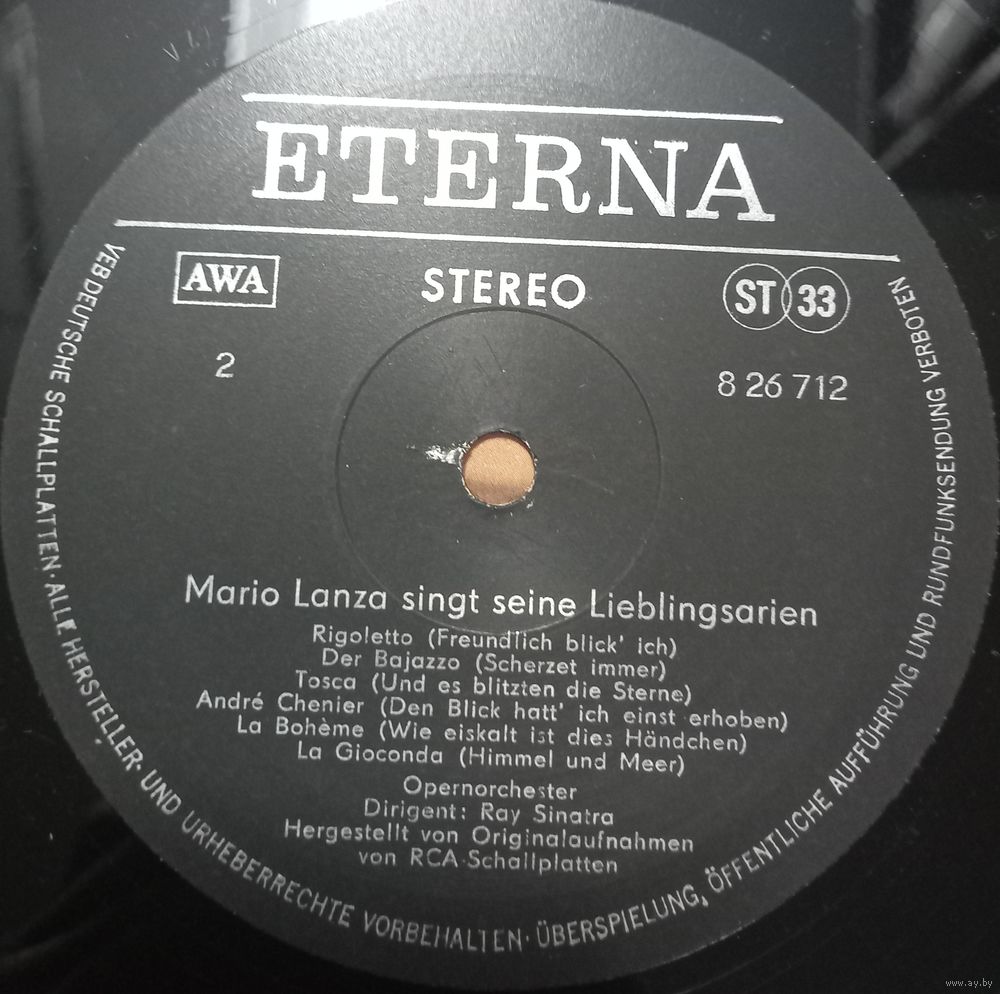 ETERNA
AWA
STEREO
ST 33
2
8 26 712
Mario Lanza singt seine Lieblingsarien
Rigoletto (Freundlich blick' ich)
Der Bajazzo (Scherzet immer)
Tosca (Und es blitzten die Sterne)
André Chenier (Den Blick hatt' ich einst erhoben)
La Bohème (Wie eiskalt ist dies Händchen)
La Gioconda (Himmel und Meer)
Opernorchester
Dirigent: Ray Sinatra
Hergestellt von Originalaufnahmen
von RCA-Schallplatten
VEB DEUTSCHE SCHALLPLATTEN · ALLE HERSTELLER- UND URHEBERRECHTE VORBEHALTEN · ÜBERSPIELUNG, ÖFFENTLICHE AUFFÜHRUNG UND RUNDFUNKSENDUNG VERBOTEN
www.ay.by